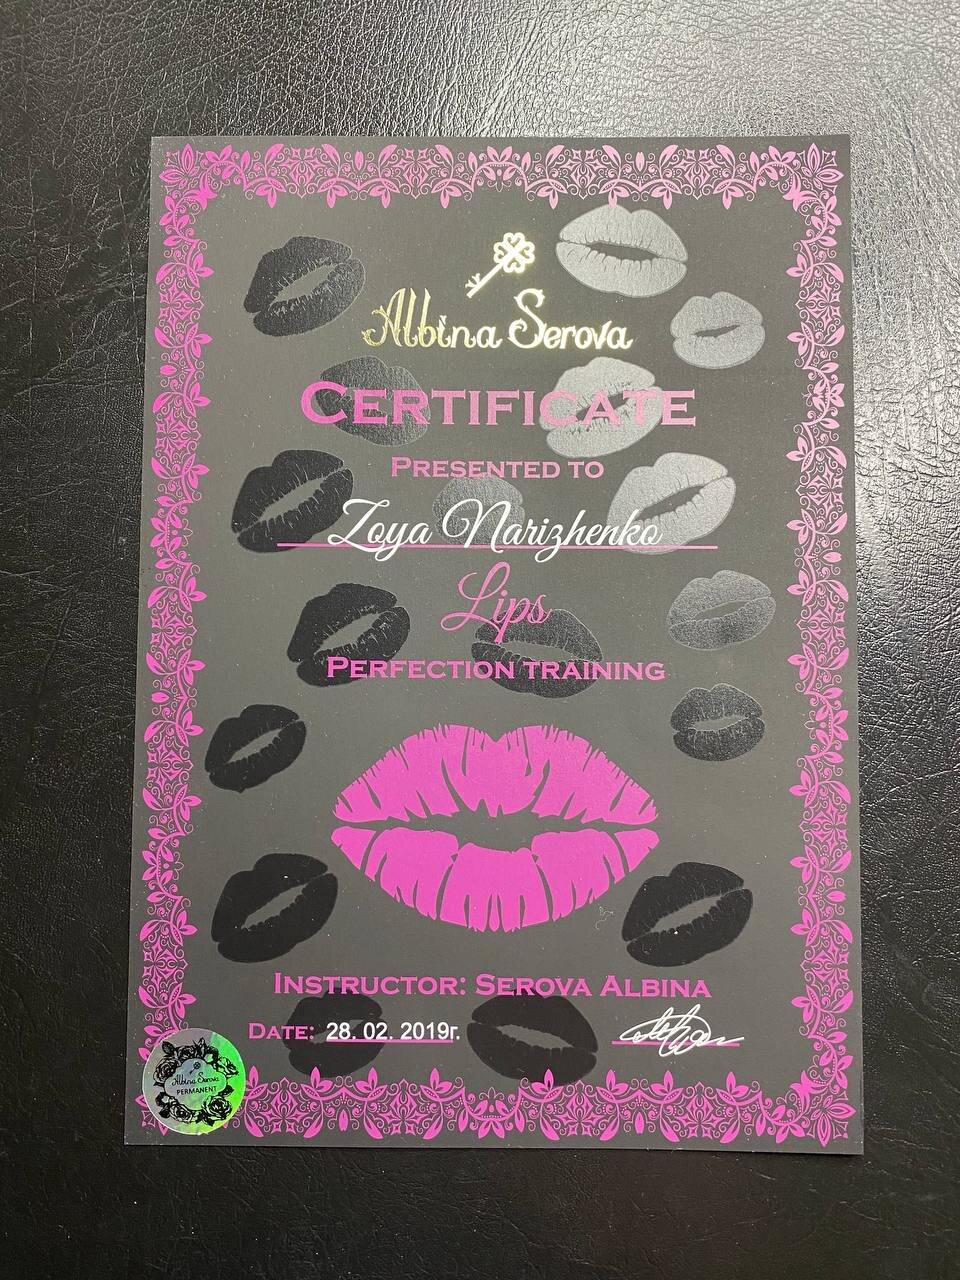 Albina Serova
CERTIFICATE
PRESENTED TO
Zoya Narizhenko
Lips
PERFECTION TRAINING
INSTRUCTOR: SEROVA ALBINA
DATE: 28. 02. 2019г.
Albina Serova
PERMANENT